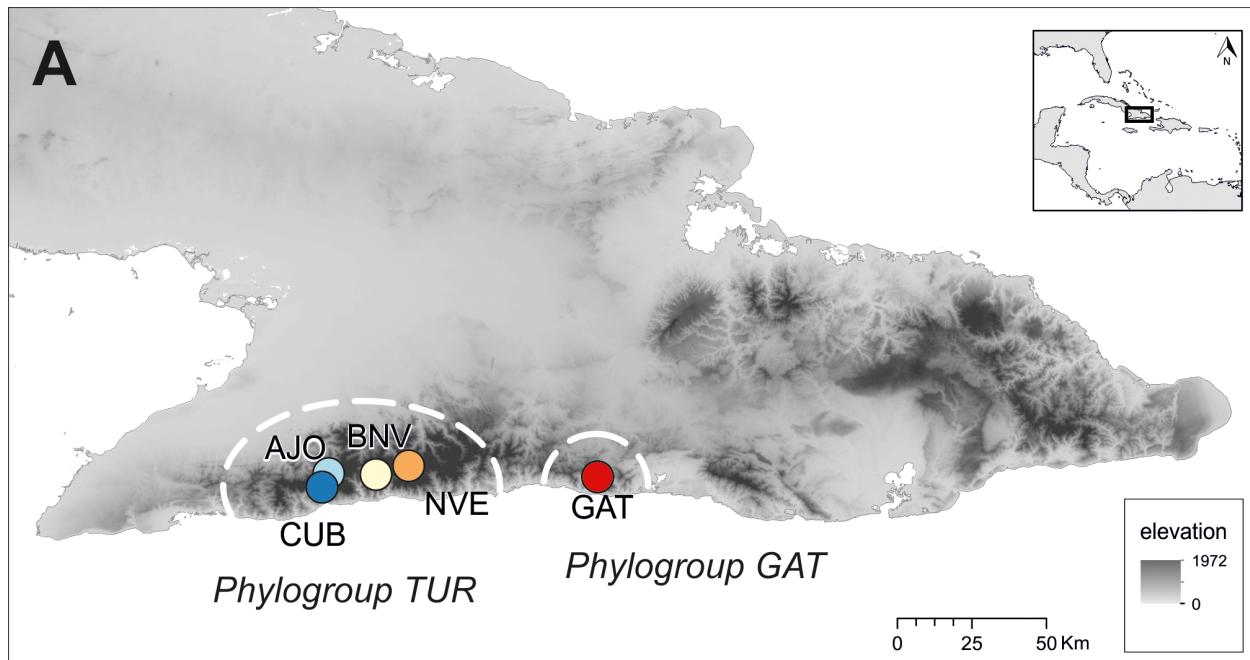 A
N
AJO
BNV
NVE
CUB
GAT
Phylogroup TUR
Phylogroup GAT
elevation
1972
0
0 25 50 Km